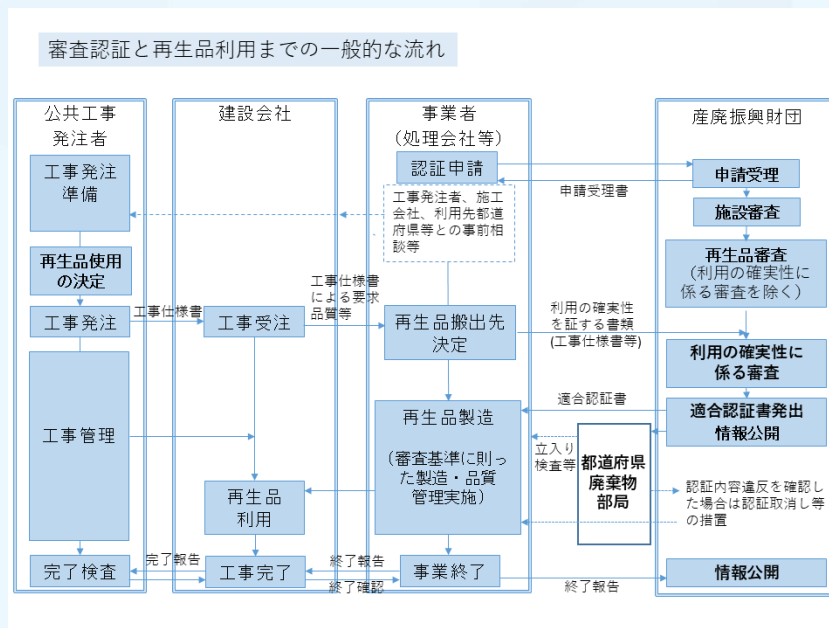 審査認証と再生品利用までの一般的な流れ
公共工事
発注者
工事発注
準備
再生品使用
の決定
工事発注
工事管理
完了検査
工事仕様書
完了報告
建設会社
工事受注
再生品
利用
工事完了
工事仕様書
による要求
品質等
終了報告
終了確認
事業者
（処理会社等）
認証申請
工事発注者、施工
会社、利用先都道
府県等との事前相
談等
再生品搬出先
決定
再生品製造
（審査基準に則っ
た製造・品質
管理実施）
事業終了
申請受理書
利用の確実性
を証する書類
(工事仕様書等)
適合認証書
立入り
検査等
都道府県
廃棄物
部局
終了報告
産廃振興財団
申請受理
施設審査
再生品審査
（利用の確実性に
係る審査を除く）
利用の確実性に
係る審査
適合認証書発出
情報公開
認証内容違反を確認し
た場合は認証取消し等
の措置
情報公開